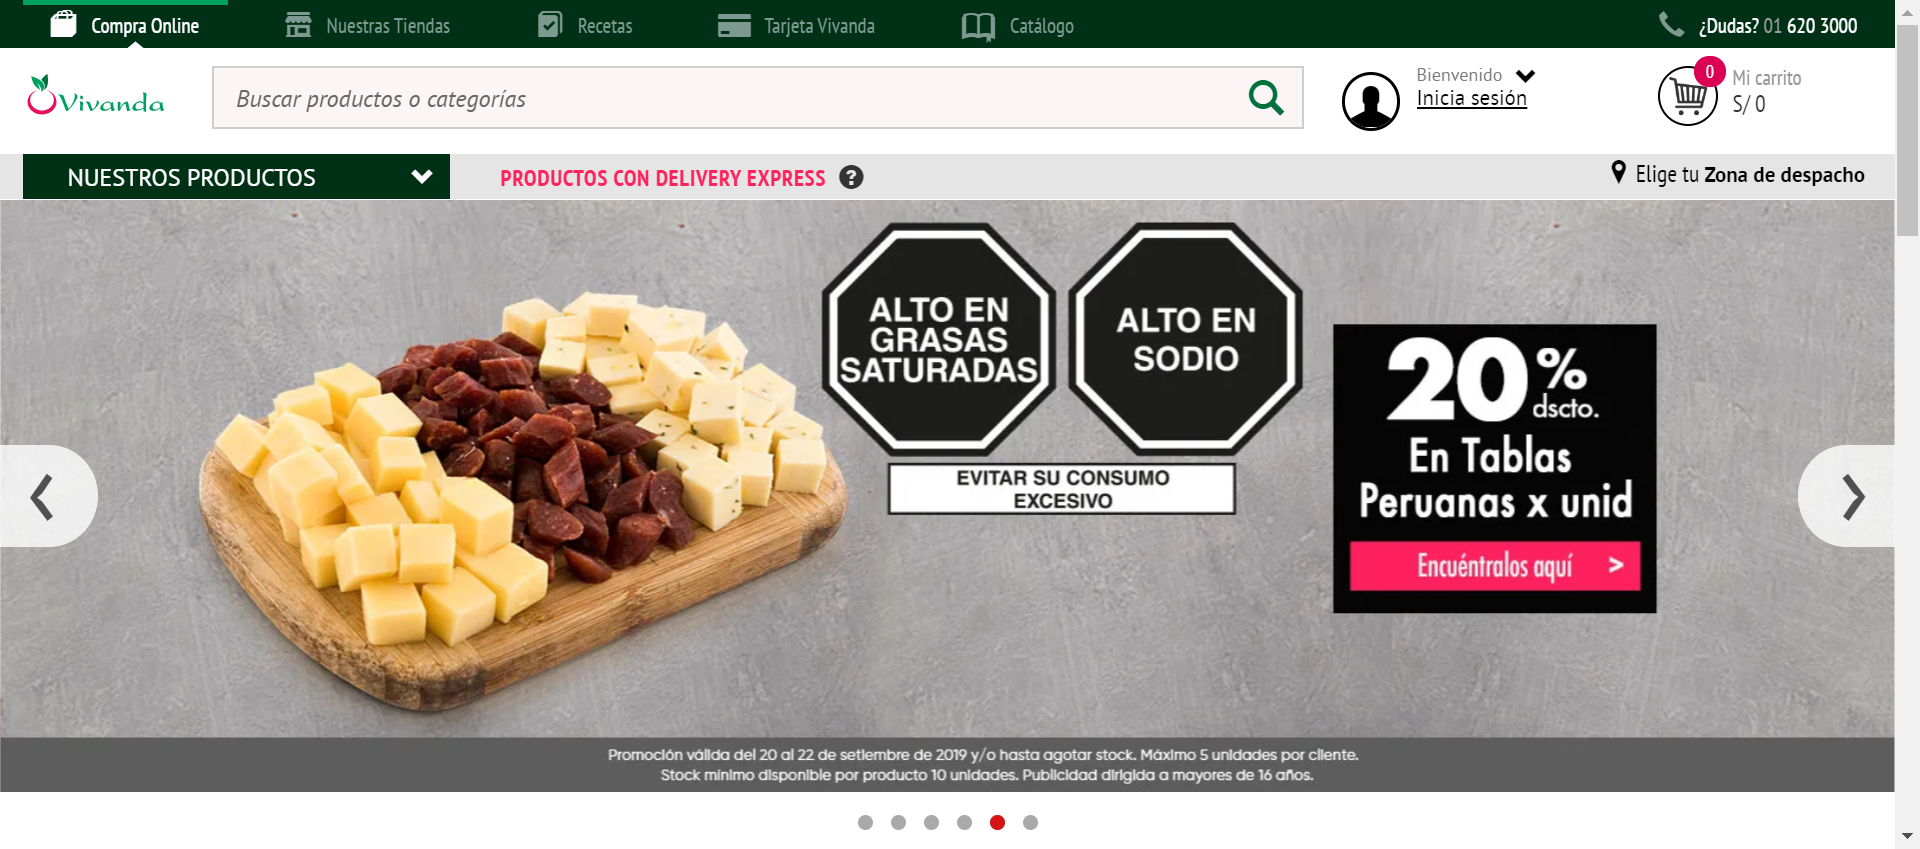 Compra Online
Nuestras Tiendas
Recetas
Tarjeta Vivanda
Catálogo
¿Dudas? 01 620 3000
Vivanda
Buscar productos o categorías
Bienvenido
Inicia sesión
0
Mi carrito
S/ 0
NUESTROS PRODUCTOS
PRODUCTOS CON DELIVERY EXPRESS ?
Elige tu Zona de despacho
ALTO EN
GRASAS
SATURADAS
ALTO EN
SODIO
EVITAR SU CONSUMO
EXCESIVO
20% dscto.
En Tablas
Peruanas x unid
Encuéntralos aquí >
Promoción válida del 20 al 22 de setiembre de 2019 y/o hasta agotar stock. Máximo 5 unidades por cliente.
Stock mínimo disponible por producto 10 unidades. Publicidad dirigida a mayores de 16 años.